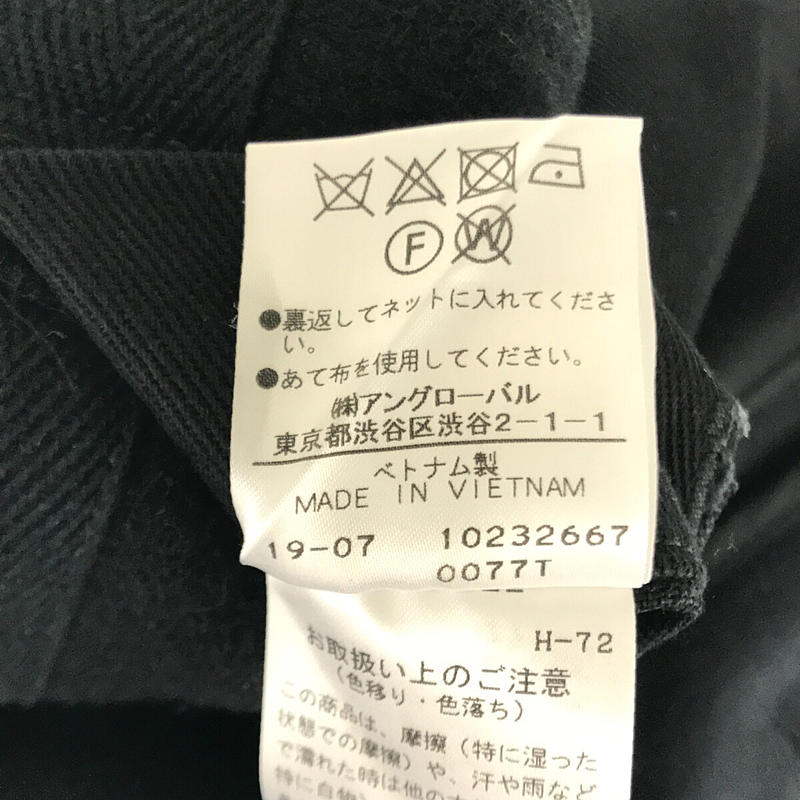 F
W
●裏返してネットに入れてくださ
い。
●あて布を使用してください。
㈱アングローバル
東京都渋谷区渋谷2-1-1
ベトナム製
MADE IN VIETNAM
19-07 10232667
0077T
H-72
お取扱い上のご注意
(色移り・色落ち)
この商品は、摩擦(特に湿った
状態での摩擦)や、汗や雨など
で濡れた時は他の
特に自